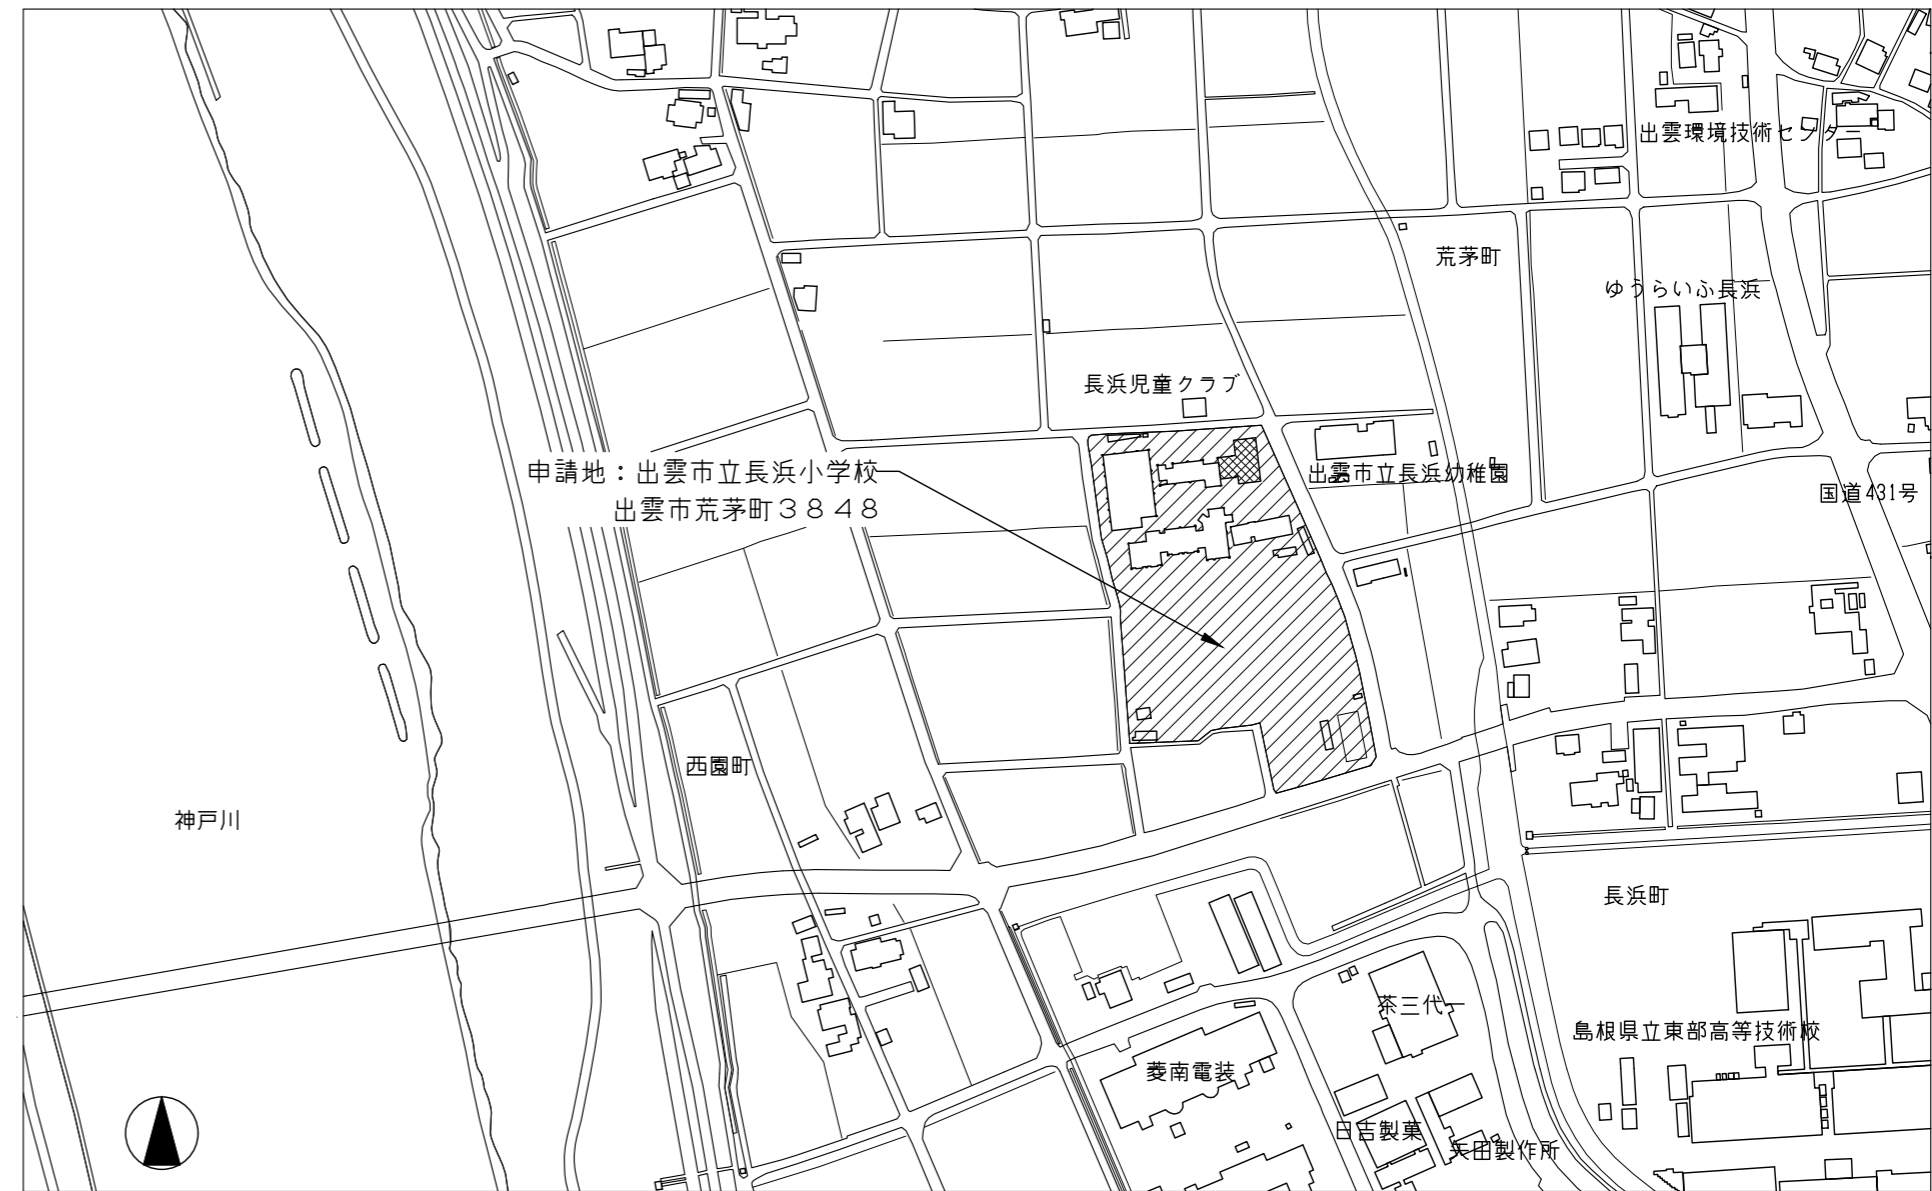 出雲環境技術センター
荒茅町
ゆうらいふ長浜
長浜児童クラブ
申請地：出雲市立長浜小学校
出雲市荒茅町３８４８
出雲市立長浜幼稚園
国道431号
西園町
神戸川
長浜町
茶三代一
島根県立東部高等技術校
菱南電装
日吉製菓
矢田製作所